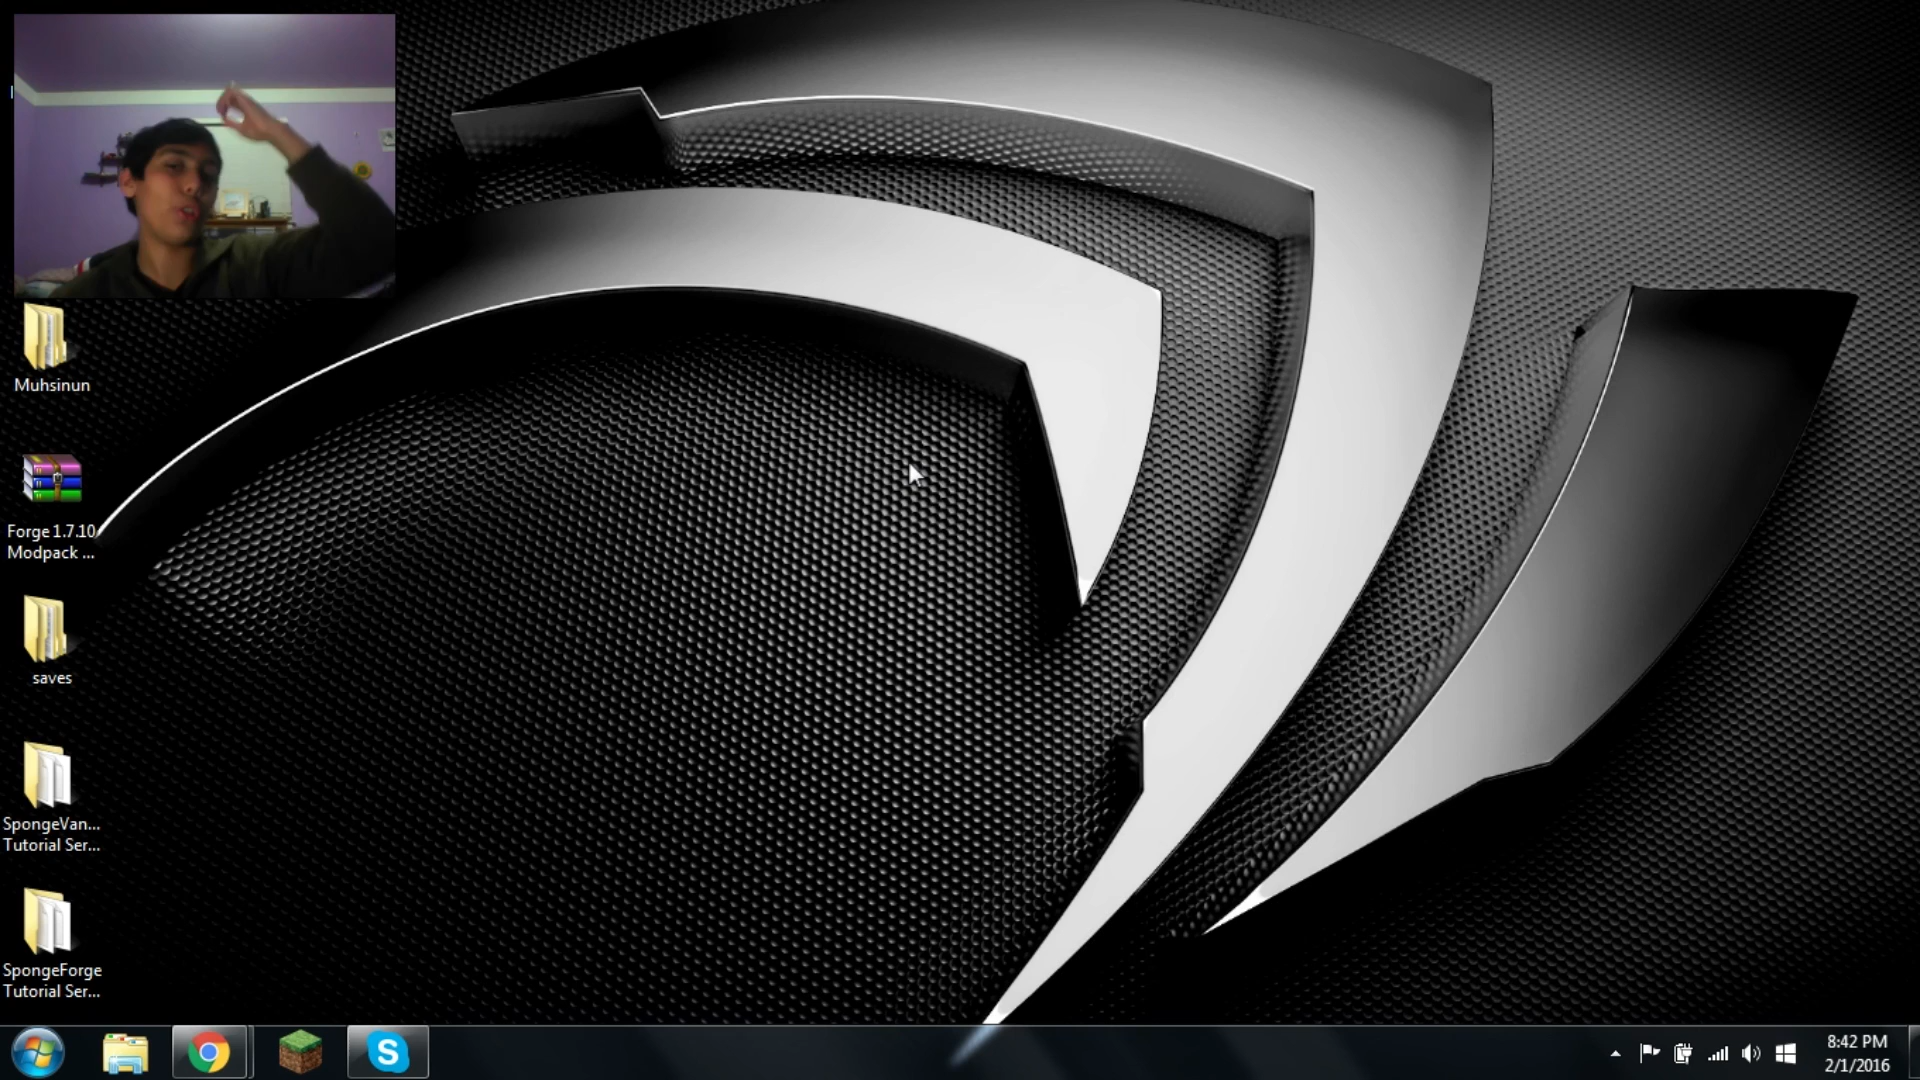 Muhsinun
Forge 1.7.10
Modpack ...
saves
SpongeVan...
Tutorial Ser...
SpongeForge
Tutorial Ser...
S
8:42 PM
2/1/2016